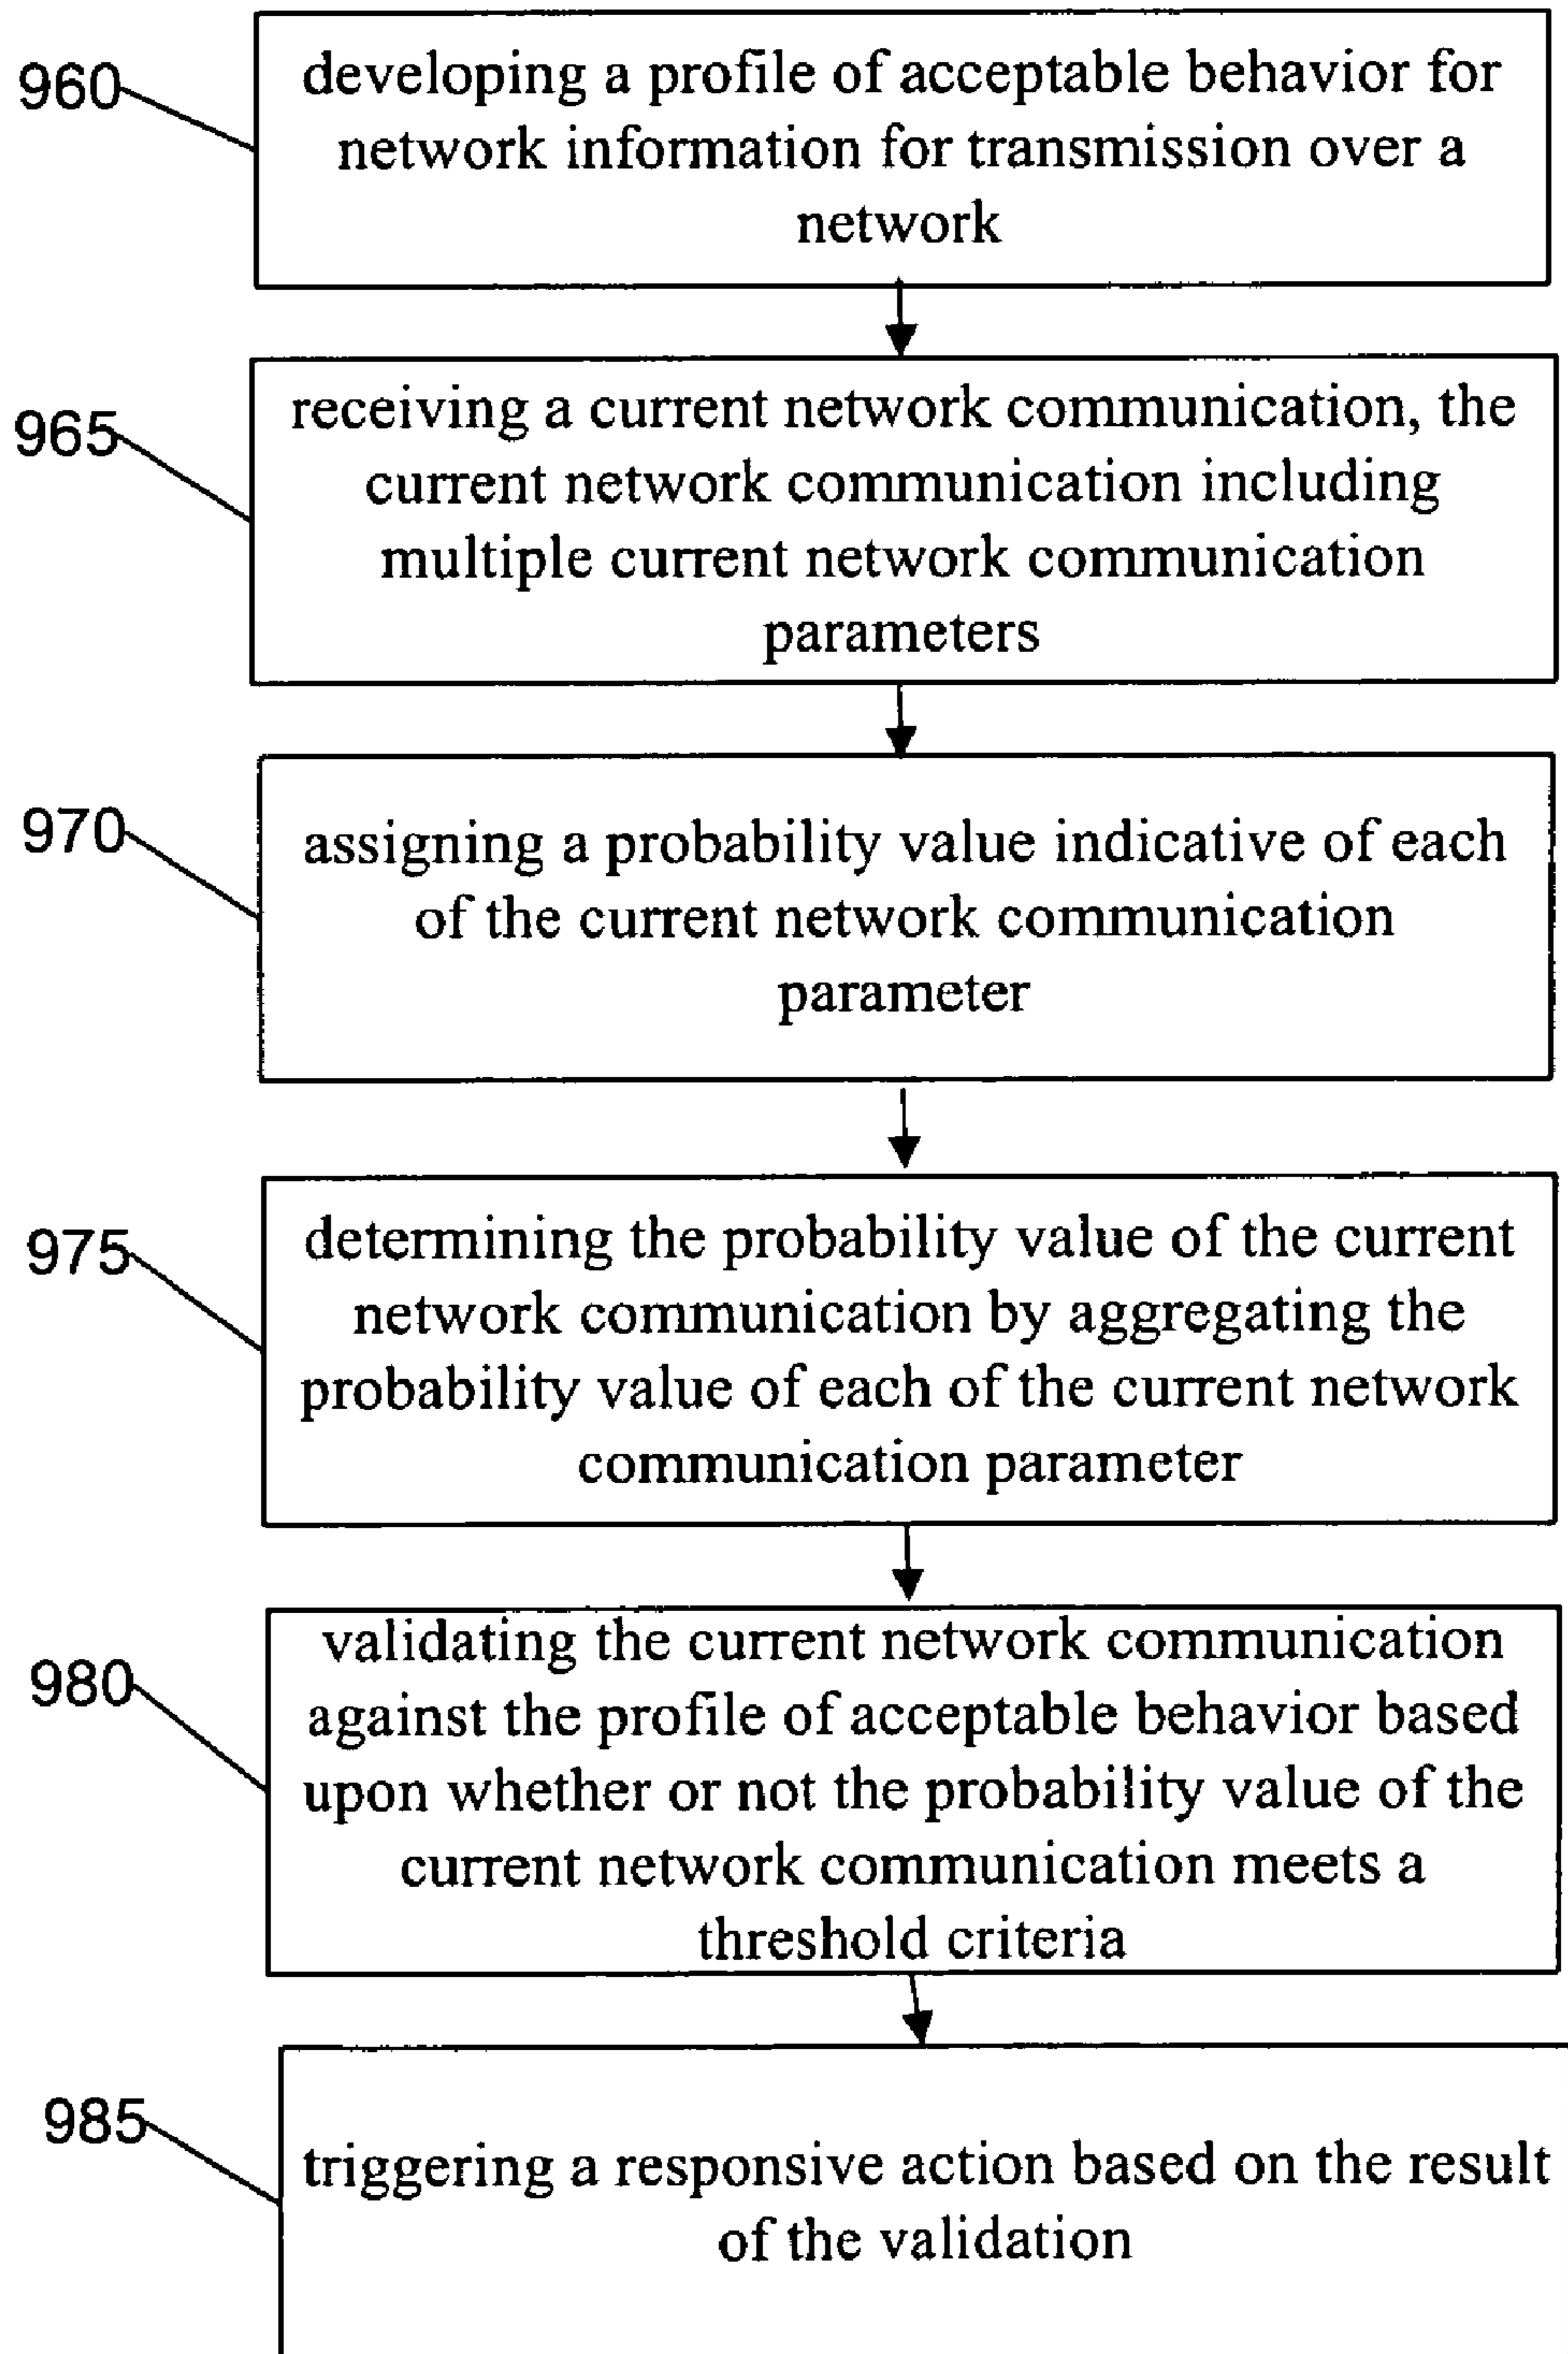 960
developing a profile of acceptable behavior for
network information for transmission over a
network
965
receiving a current network communication, the
current network communication including
multiple current network communication
parameters
970
assigning a probability value indicative of each
of the current network communication
parameter
975
determining the probability value of the current
network communication by aggregating the
probability value of each of the current network
communication parameter
980
validating the current network communication
against the profile of acceptable behavior based
upon whether or not the probability value of the
current network communication meets a
threshold criteria
985
triggering a responsive action based on the result
of the validation